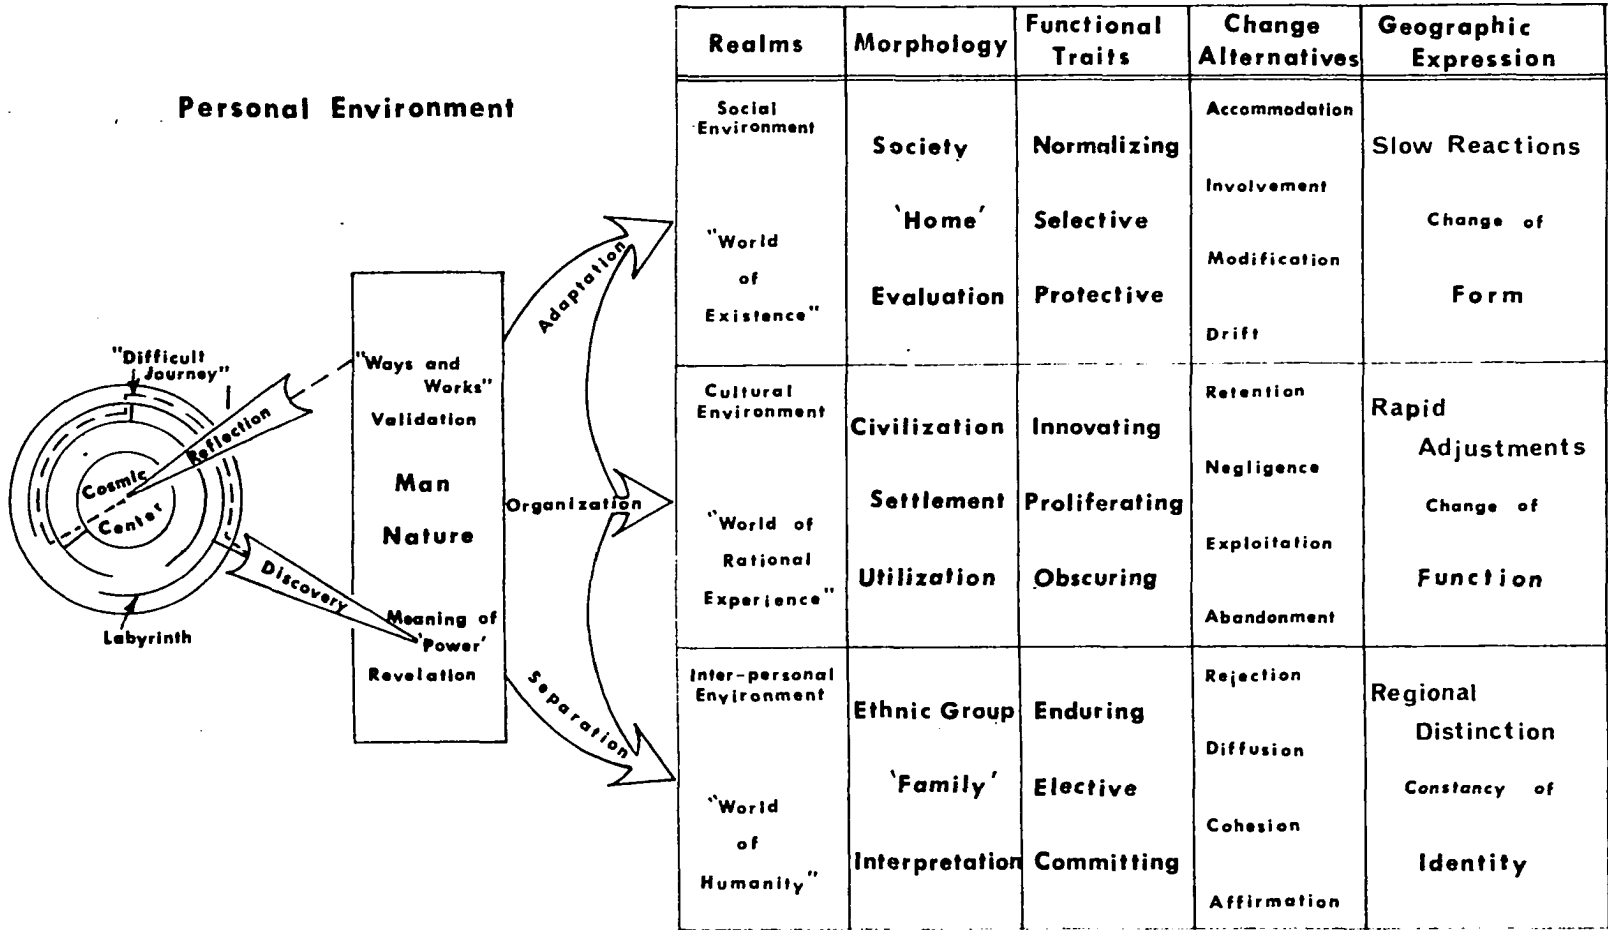 Personal Environment
"Difficult
Journey"
Reflection
Cosmic
Center
Discovery
Labyrinth
"Ways and
Works"
Validation
Man
Nature
Meaning of
'Power'
Revelation
Adaptation
Organization
Separation
Realms
Morphology
Functional
Traits
Change
Alternatives
Geographic
Expression
Social
Environment
"World
of
Existence"
Society
'Home'
Evaluation
Normalizing
Selective
Protective
Accommodation
Involvement
Modification
Drift
Slow Reactions
Change of
Form
Cultural
Environment
"World of
Rational
Experience"
Civilization
Settlement
Utilization
Innovating
Proliferating
Obscuring
Retention
Negligence
Exploitation
Abandonment
Rapid
Adjustments
Change of
Function
Inter-personal
Environment
"World
of
Humanity"
Ethnic Group
'Family'
Interpretation
Enduring
Elective
Committing
Rejection
Diffusion
Cohesion
Affirmation
Regional
Distinction
Constancy of
Identity